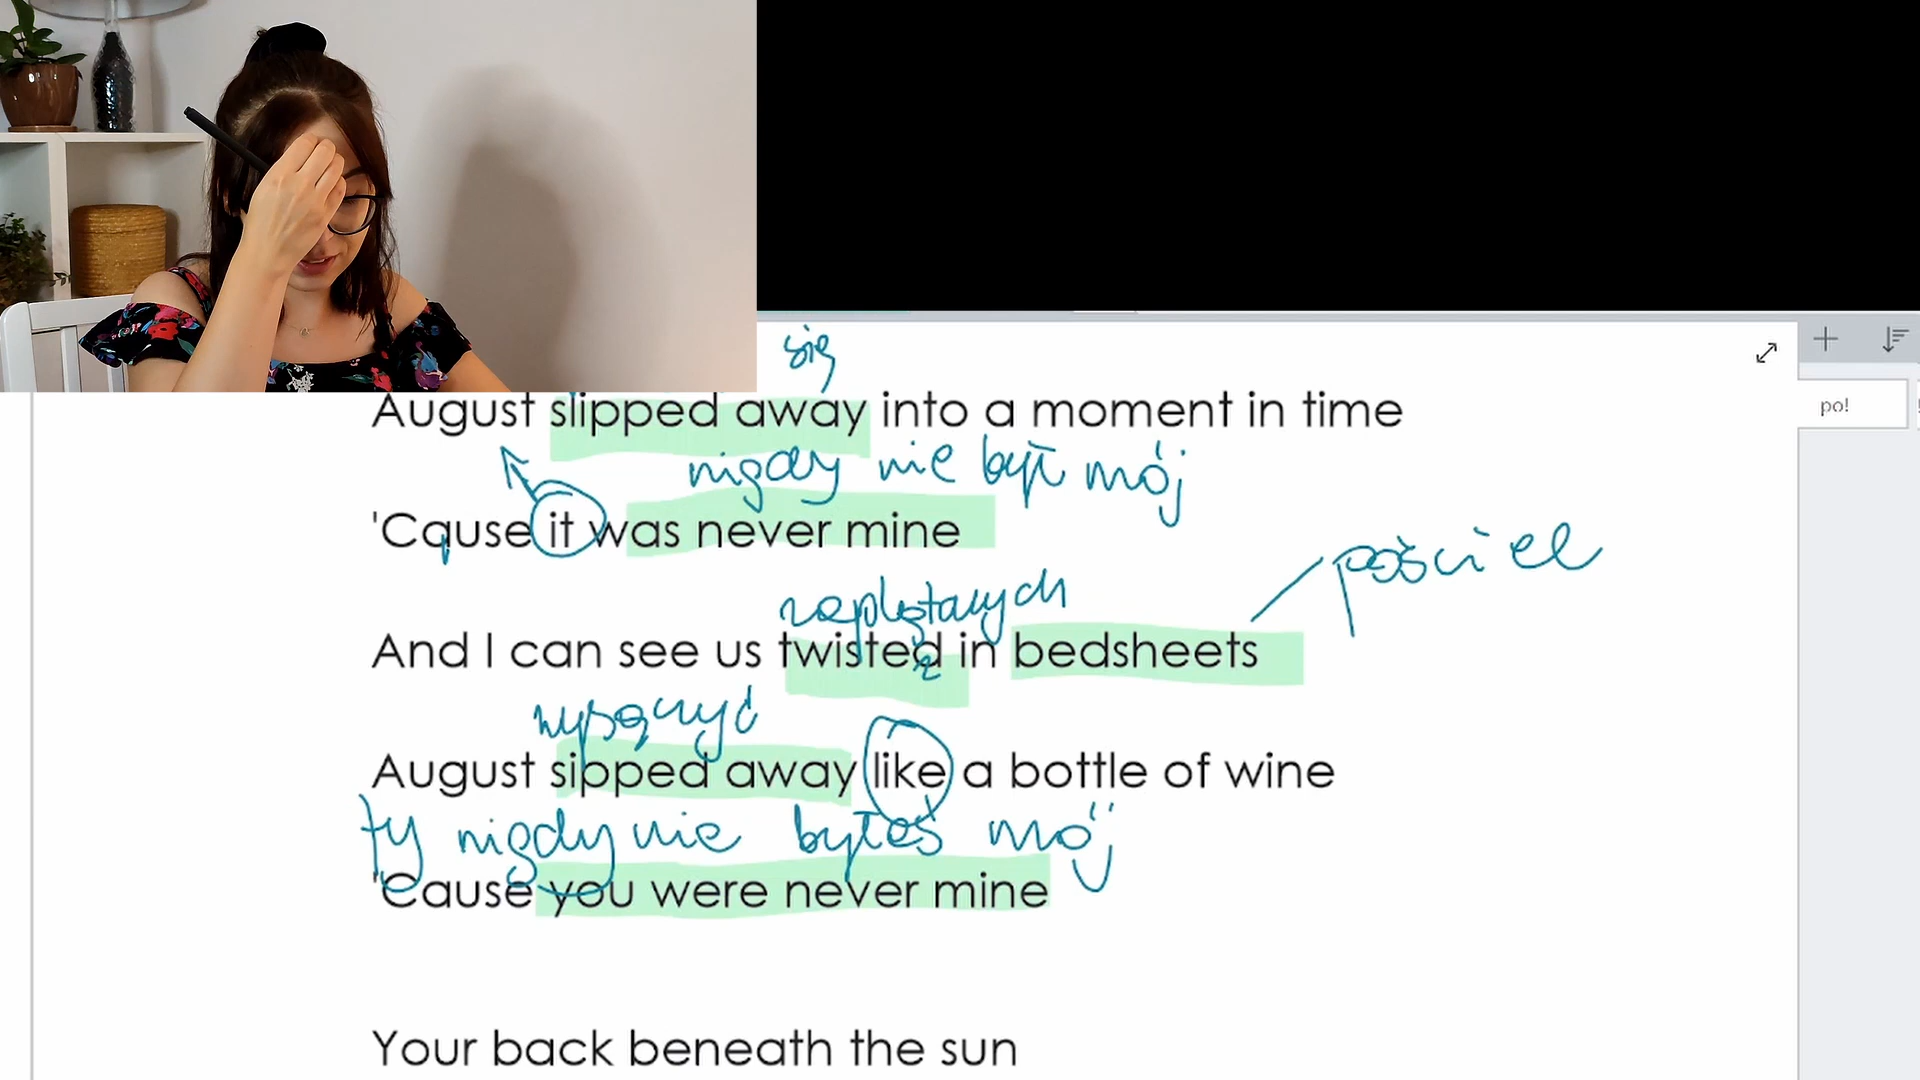 się
August slipped away into a moment in time
po!
nigdy nie był mój
'Cause it was never mine
pościel
zaplątanych
And I can see us twisted in bedsheets
z
wysączyć
August sipped away like a bottle of wine
ty nigdy nie byłeś mój
'Cause you were never mine
Your back beneath the sun